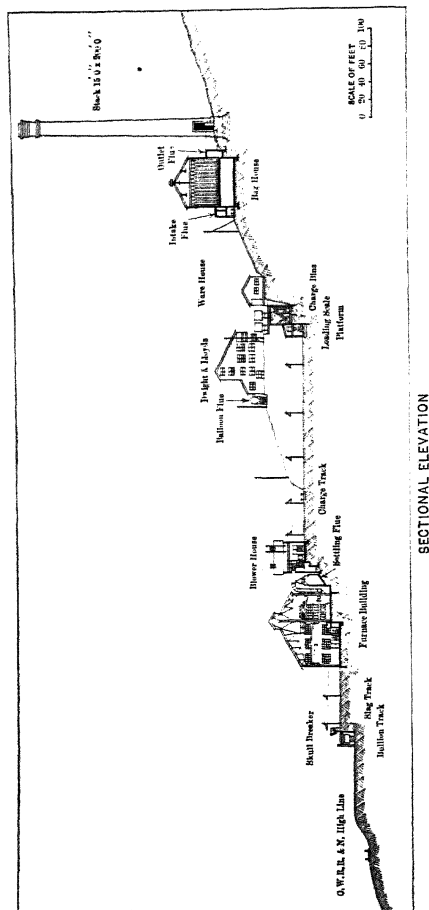 O.W.R.R. & N. High Line
Skull Breaker
Slag Track
Bullion Track
Furnace Building
Blower House
Settling Flue
Charge Track
Balloon Flue
Dwight & Lloyds
Loading Scale
Platform
Charge Bins
Ware House
Intake
Flue
Bag House
Outlet
Flue
Stack 15'0" x 200'0"
SCALE OF FEET
0 20 40 60 80 100
SECTIONAL ELEVATION